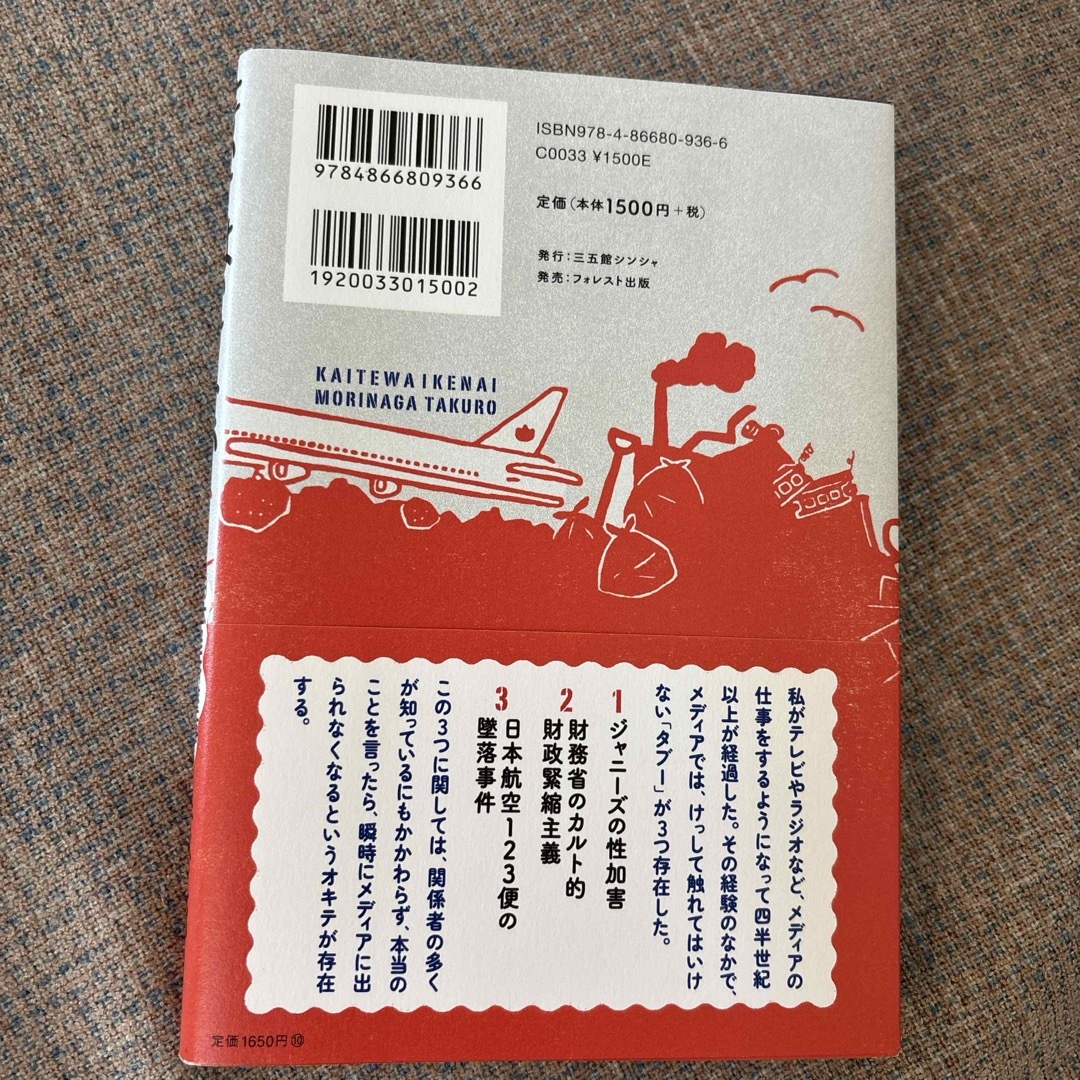 9784866809366
1920033015002
ISBN978-4-86680-936-6
C0033 ¥1500E
定価（本体1500円＋税）
発行：三五館シンシャ
発売：フォレスト出版
KAITEWAIKENAI
MORINAGA TAKURO
私がテレビやラジオなど、メディアの
仕事をするようになって四半世紀
以上が経過した。その経験のなかで、
メディアでは、けっして触れてはいけ
ない「タブー」が３つ存在した。
1 ジャニーズの性加害
2 財務省のカルト的
財政緊縮主義
3 日本航空123便の
墜落事件
この３つに関しては、関係者の多く
が知っているにもかかわらず、本当の
ことを言ったら、瞬時にメディアに出
られなくなるというオキテが存在
する。
定価1650円⑩